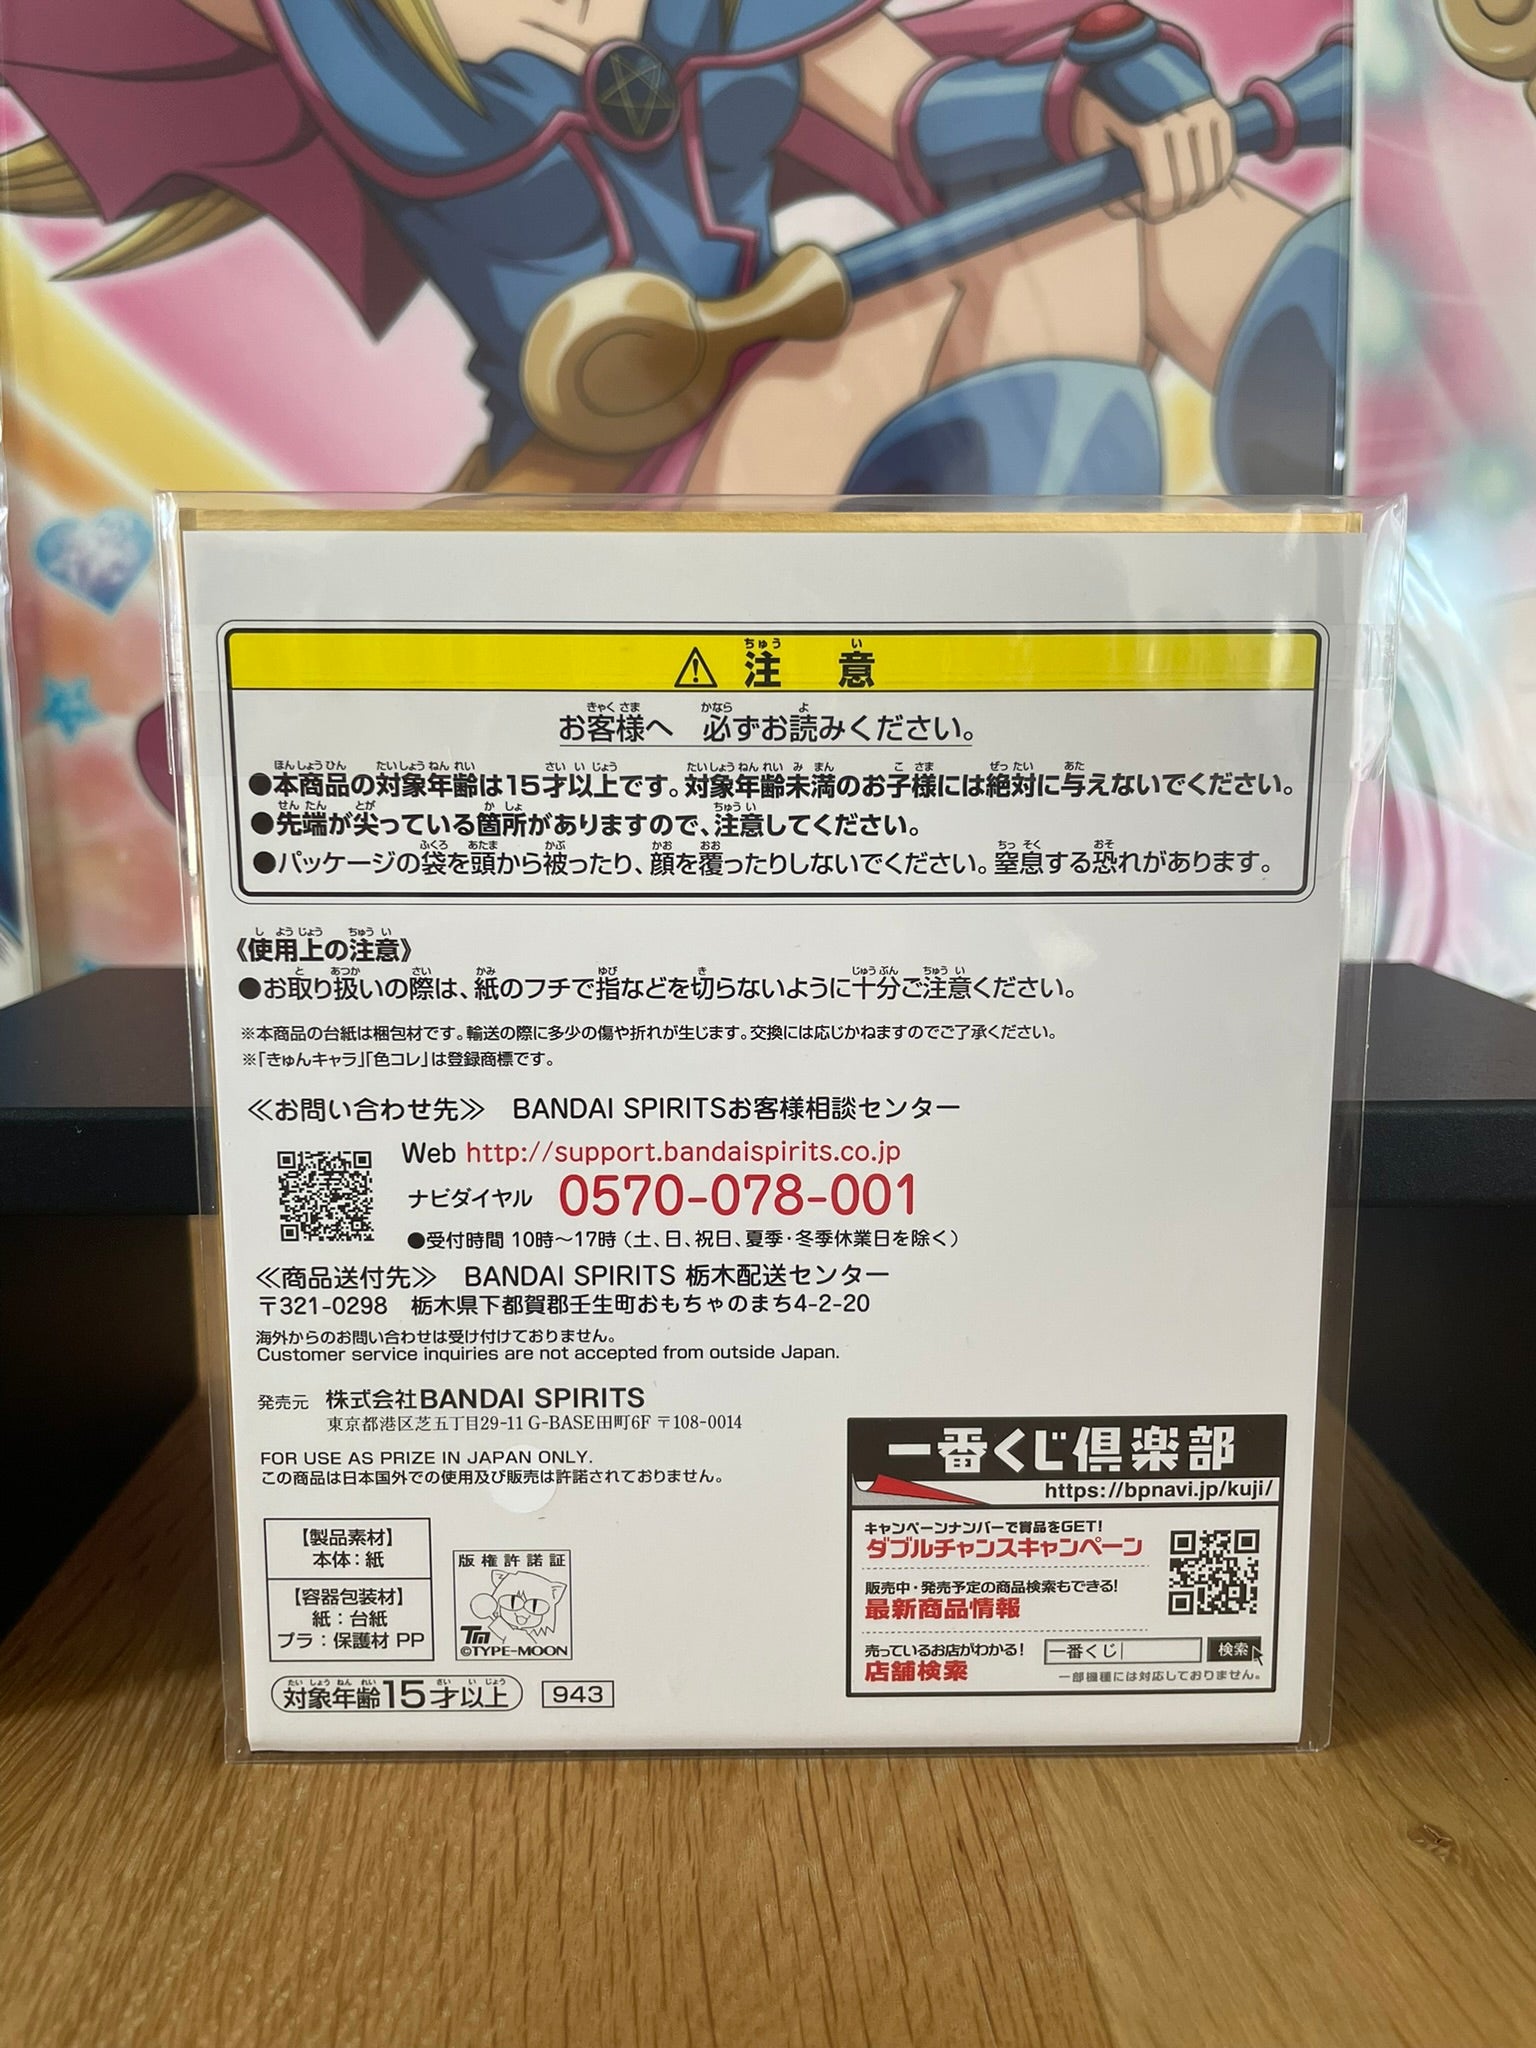 注 意
お客様へ 必ずお読みください。
●本商品の対象年齢は15才以上です。対象年齢未満のお子様には絶対に与えないでください。
●先端が尖っている箇所がありますので、注意してください。
●パッケージの袋を頭から被ったり、顔を覆ったりしないでください。窒息する恐れがあります。
《使用上の注意》
●お取り扱いの際は、紙のフチで指などを切らないように十分ご注意ください。
※本商品の台紙は梱包材です。輸送の際に多少の傷や折れが生じます。交換には応じかねますのでご了承ください。
※「きゅんキャラ」「色コレ」は登録商標です。
≪お問い合わせ先≫ BANDAI SPIRITSお客様相談センター
Web http://support.bandaispirits.co.jp
ナビダイヤル 0570-078-001
●受付時間 10時〜17時（土、日、祝日、夏季・冬季休業日を除く）
≪商品送付先≫ BANDAI SPIRITS 栃木配送センター
〒321-0298 栃木県下都賀郡壬生町おもちゃのまち4-2-20
海外からのお問い合わせは受け付けておりません。
Customer service inquiries are not accepted from outside Japan.
発売元 株式会社BANDAI SPIRITS
東京都港区芝五丁目29-11 G-BASE田町6F 〒108-0014
FOR USE AS PRIZE IN JAPAN ONLY.
この商品は日本国外での使用及び販売は許諾されておりません。
【製品素材】
本体：紙
【容器包装材】
紙：台紙
プラ：保護材 PP
版権許諾証
TM
©TYPE-MOON
対象年齢15才以上
943
一番くじ倶楽部
https://bpnavi.jp/kuji/
キャンペーンナンバーで賞品をGET!
ダブルチャンスキャンペーン
販売中・発売予定の商品検索もできる!
最新商品情報
売っているお店がわかる!
店舗検索
一番くじ 検索
一部機種には対応しておりません。